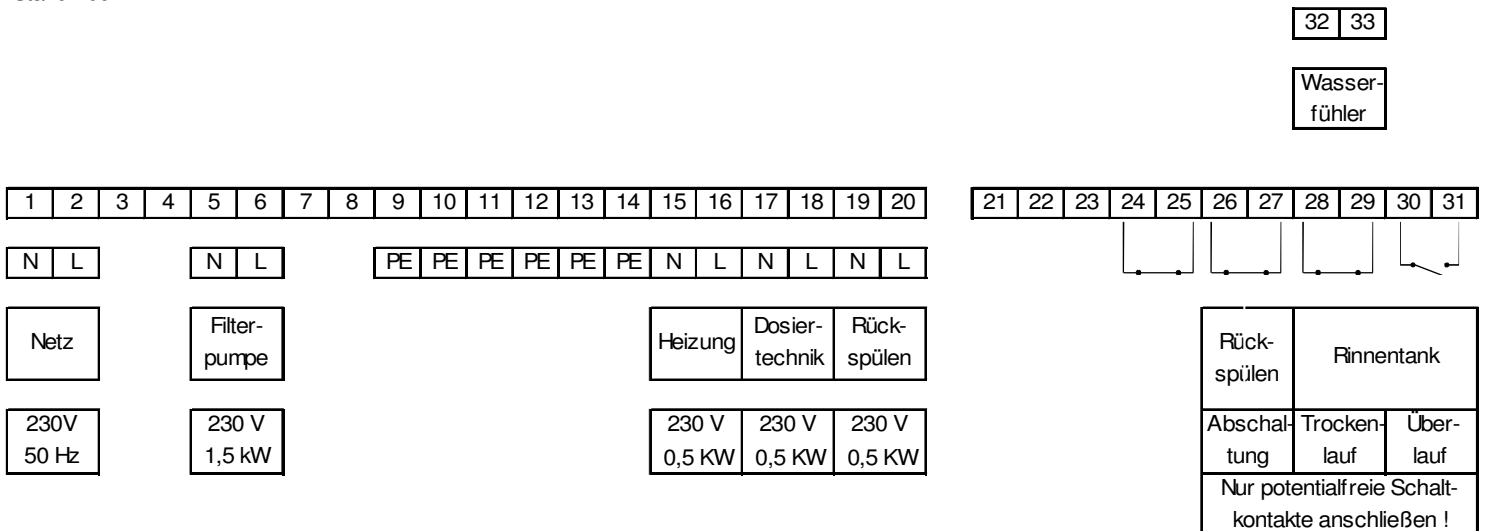 32 33
Wasser-
fühler
1 2 3 4 5 6 7 8 9 10 11 12 13 14 15 16 17 18 19 20 21 22 23 24 25 26 27 28 29 30 31
N L N L PE PE PE PE PE PE N L N L N L
Netz
Filter-
pumpe
Heizung
Dosier-
technik
Rück-
spülen
Rück-
spülen
Rinnentank
230V
50 Hz
230 V
1,5 kW
230 V
0,5 KW
230 V
0,5 KW
230 V
0,5 KW
Abschal-
tung
Trocken-
lauf
Über-
lauf
Nur potentialfreie Schalt-
kontakte anschließen !